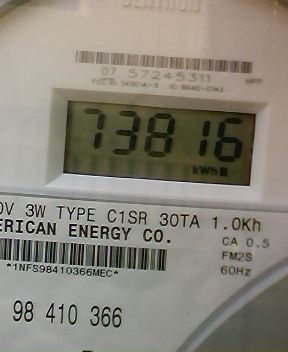 CENTRON
07 57245311
73816
kWh
0V 3W TYPE C1SR 30TA 1.0Kh
ERICAN ENERGY CO.
CA 0.5
FM2S
60Hz
*1NFS98410366MEC*
98 410 366